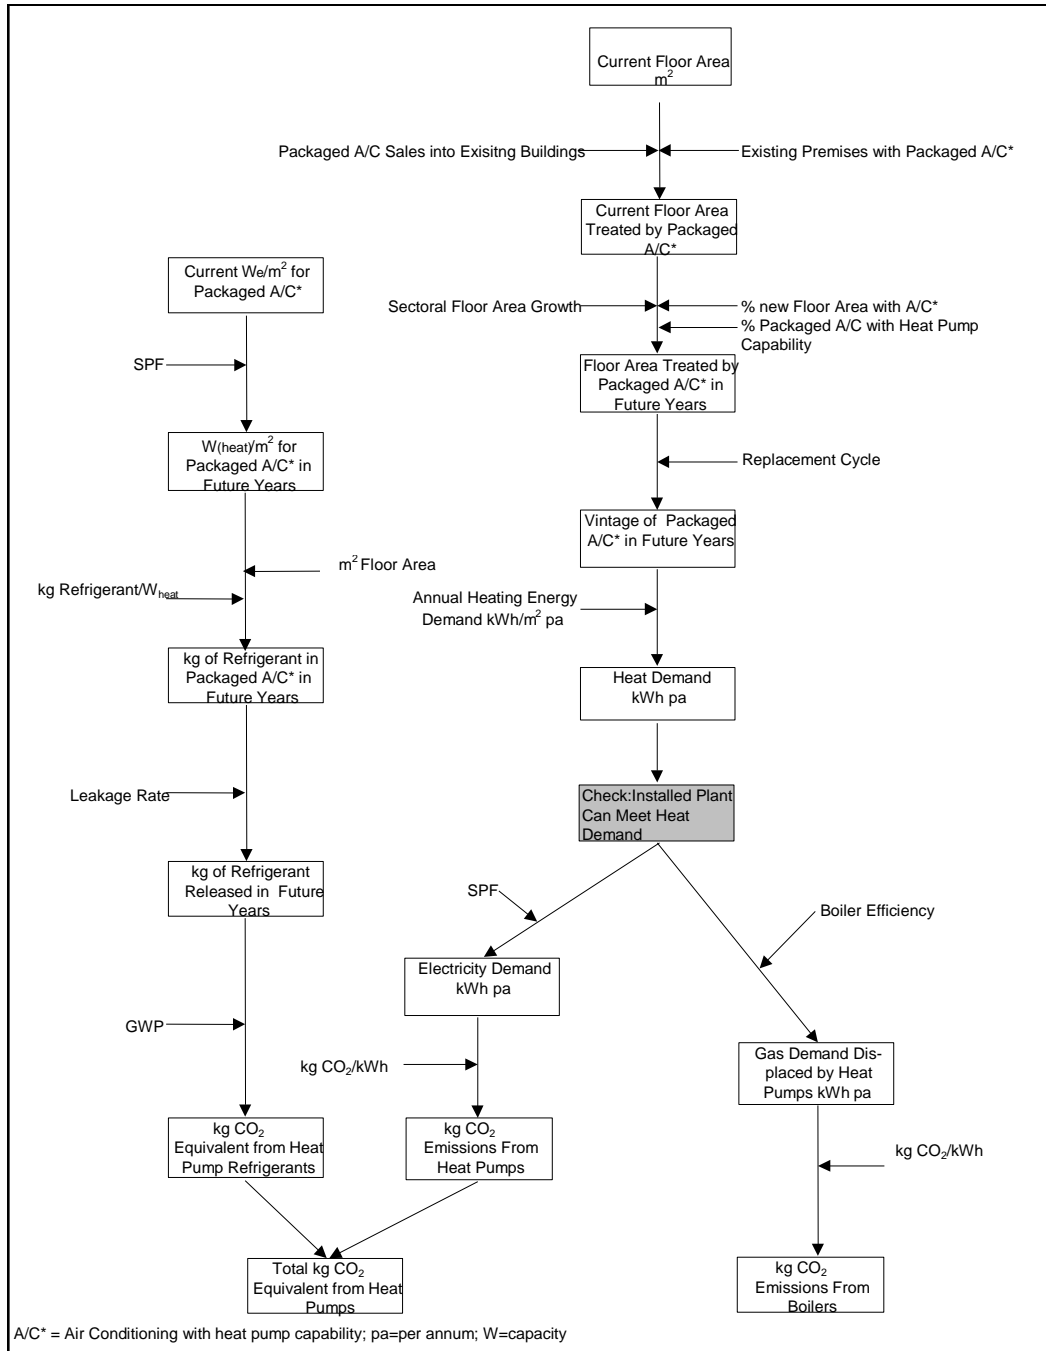 Current Floor Area
m²
Packaged A/C Sales into Exisitng Buildings
Existing Premises with Packaged A/C*
Current Floor Area
Treated by Packaged
A/C*
Current We/m² for
Packaged A/C*
Sectoral Floor Area Growth
% new Floor Area with A/C*
% Packaged A/C with Heat Pump
Capability
SPF
Floor Area Treated by
Packaged A/C* in
Future Years
W(heat)/m² for
Packaged A/C* in
Future Years
Replacement Cycle
Vintage of Packaged
A/C* in Future Years
m² Floor Area
kg Refrigerant/Wheat
Annual Heating Energy
Demand kWh/m² pa
kg of Refrigerant in
Packaged A/C* in
Future Years
Heat Demand
kWh pa
Leakage Rate
Check:Installed Plant
Can Meet Heat
Demand
kg of Refrigerant
Released in Future
Years
SPF
Boiler Efficiency
Electricity Demand
kWh pa
GWP
kg CO₂/kWh
Gas Demand Dis-
placed by Heat
Pumps kWh pa
kg CO₂
Equivalent from Heat
Pump Refrigerants
kg CO₂
Emissions From
Heat Pumps
kg CO₂/kWh
Total kg CO₂
Equivalent from Heat
Pumps
kg CO₂
Emissions From
Boilers
A/C* = Air Conditioning with heat pump capability; pa=per annum; W=capacity